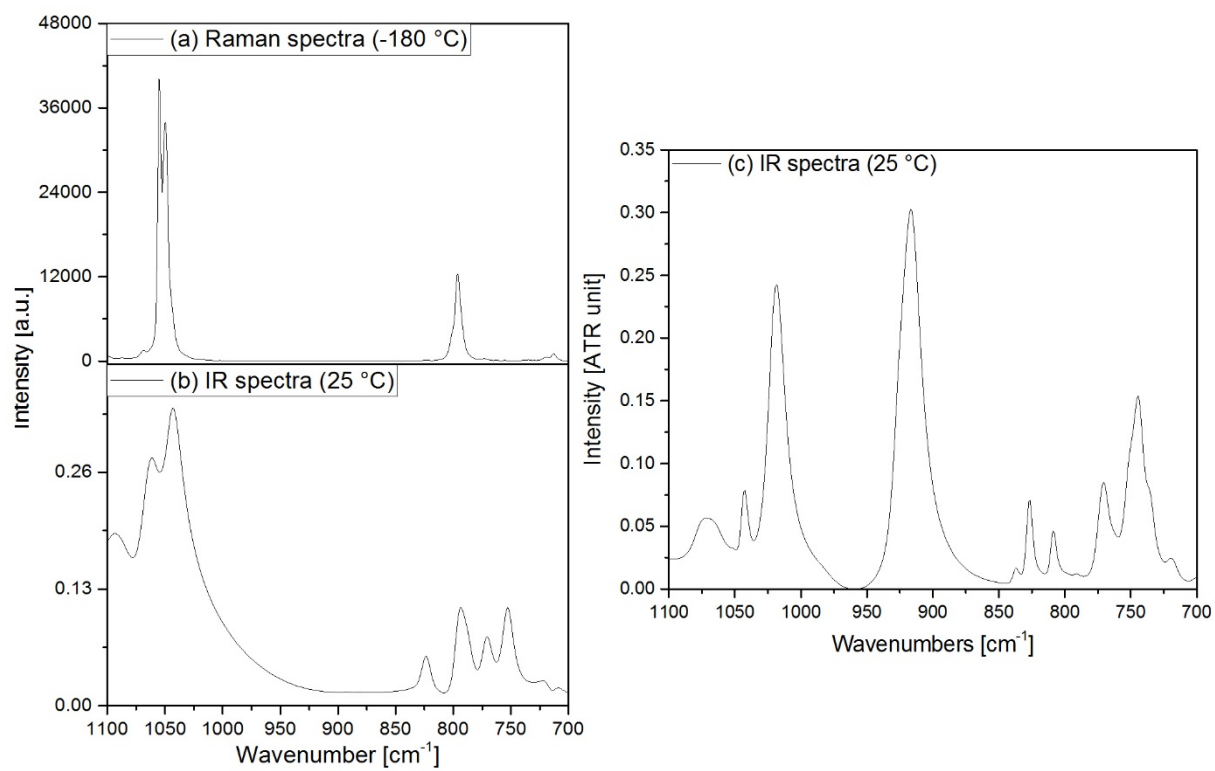 (a) Raman spectra (-180 °C)
48000
36000
24000
12000
0
Intensity [a.u.]
(b) IR spectra (25 °C)
0.26
0.13
0.00
1100 1050 1000 950 900 850 800 750 700
Wavenumber [cm-1]
(c) IR spectra (25 °C)
0.35
0.30
0.25
0.20
0.15
0.10
0.05
0.00
Intensity [ATR unit]
1100 1050 1000 950 900 850 800 750 700
Wavenumbers [cm-1]